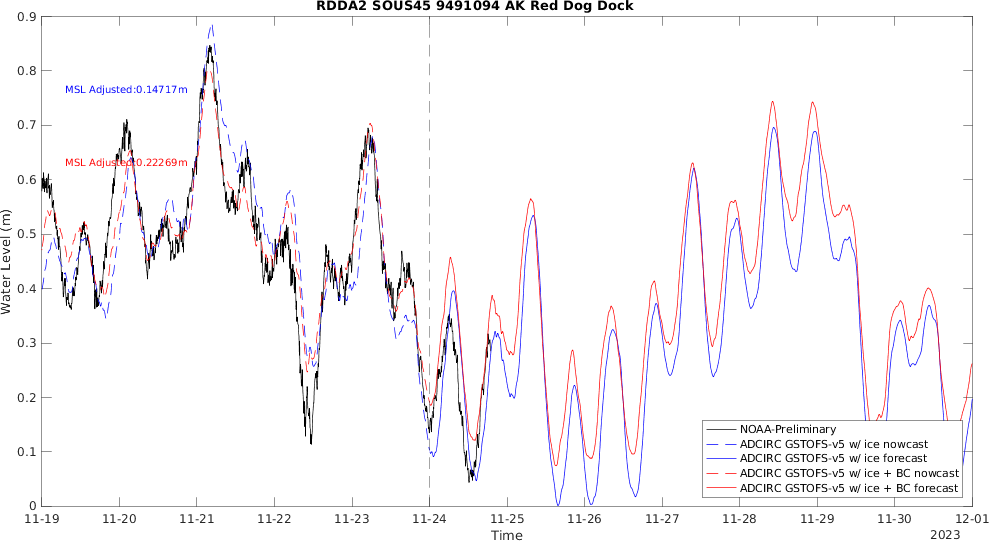 RDDA2 SOUS45 9491094 AK Red Dog Dock
0.9
0.8
0.7
0.6
0.5
0.4
0.3
0.2
0.1
0
Water Level (m)
MSL Adjusted:0.14717m
MSL Adjusted:0.22269m
NOAA-Preliminary
ADCIRC GSTOFS-v5 w/ ice nowcast
ADCIRC GSTOFS-v5 w/ ice forecast
ADCIRC GSTOFS-v5 w/ ice + BC nowcast
ADCIRC GSTOFS-v5 w/ ice + BC forecast
11-19 11-20 11-21 11-22 11-23 11-24 11-25 11-26 11-27 11-28 11-29 11-30 12-01
Time
2023